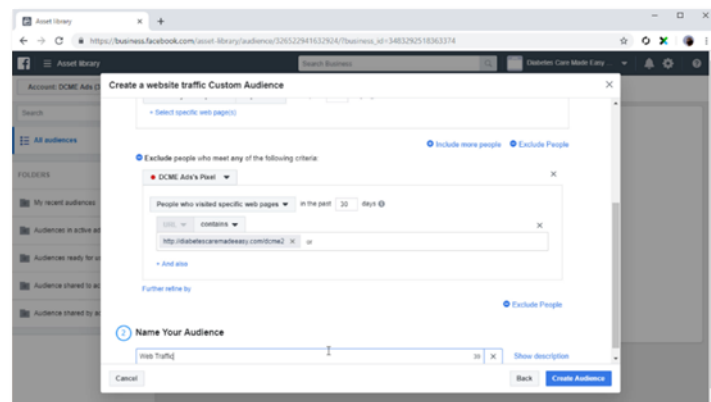 Asset library
https://business.facebook.com/asset-library/audience/326522941632924/?business_id=3483292518363374
Asset library
Search Business
Diabetes Care Made Easy ...
Account: DCME Ads (3
Create a website traffic Custom Audience
Search
+ Select specific web page(s)
All audiences
Include more people
Exclude People
Exclude people who meet any of the following criteria:
FOLDERS
DCME Ads's Pixel
My recent audiences
People who visited specific web pages
in the past
30
days
Audiences in active ad
URL
contains
http://diabetescaremadeeasy.com/dcme2
or
Audiences ready for us
+ And also
Audience shared to ac
Further refine by
Exclude People
Audience shared by ac
2
Name Your Audience
Web Traffic
39
Show description
Cancel
Back
Create Audience